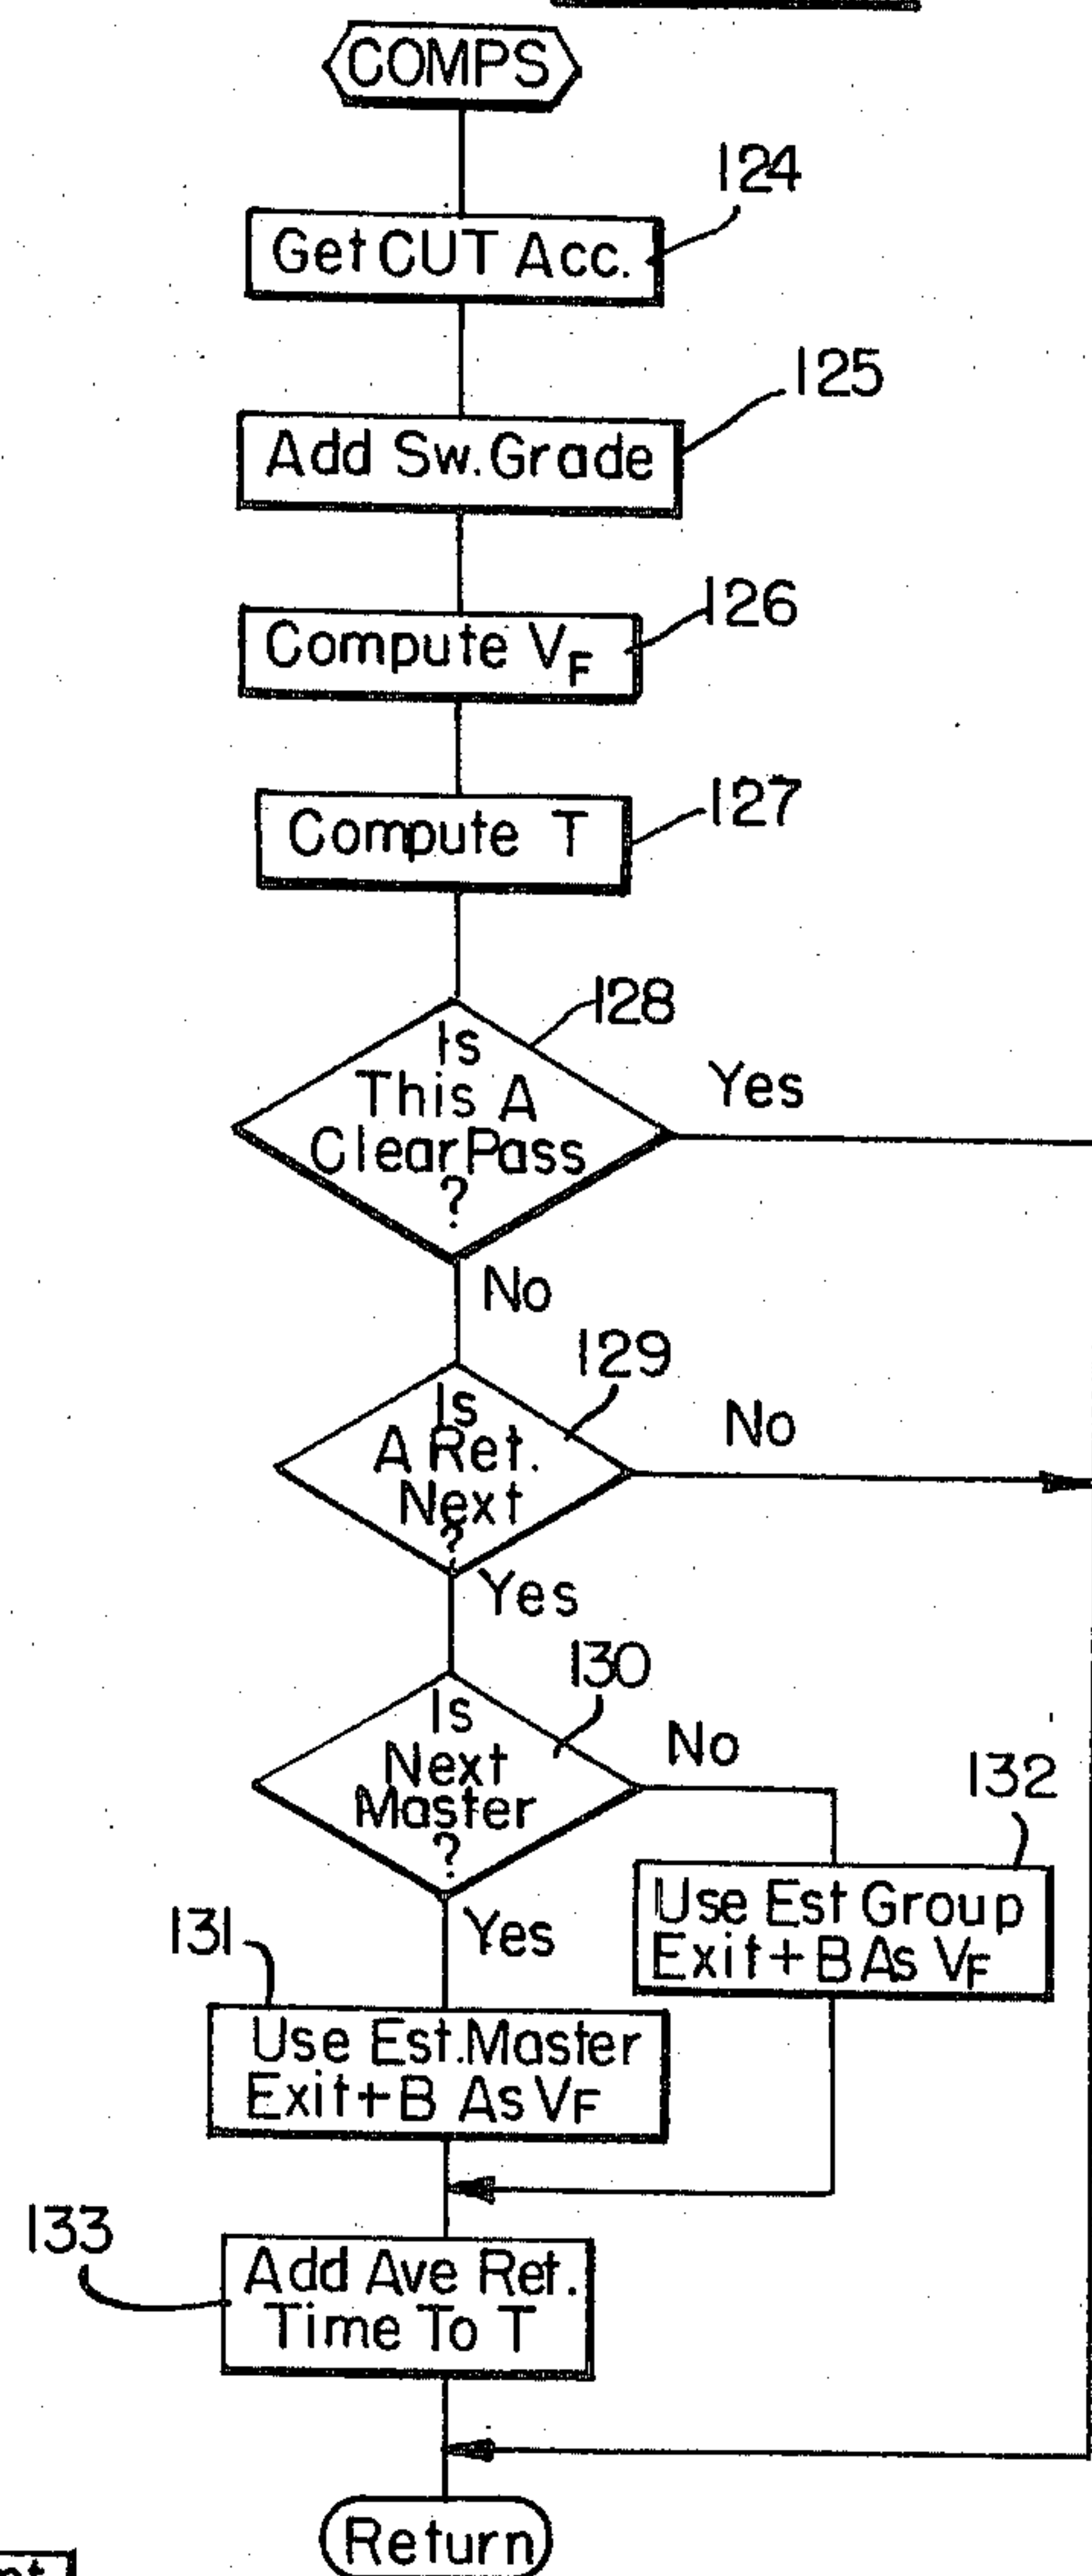 COMPS
124
Get CUT Acc.
125
Add Sw. Grade
126
Compute VF
127
Compute T
128
Is
This A
Clear Pass
?
Yes
No
129
Is
A Ret.
Next
?
No
Yes
130
Is
Next
Master
?
No
132
Use Est Group
Exit + B As VF
Yes
131
Use Est. Master
Exit + B As VF
133
Add Ave Ret.
Time To T
Return